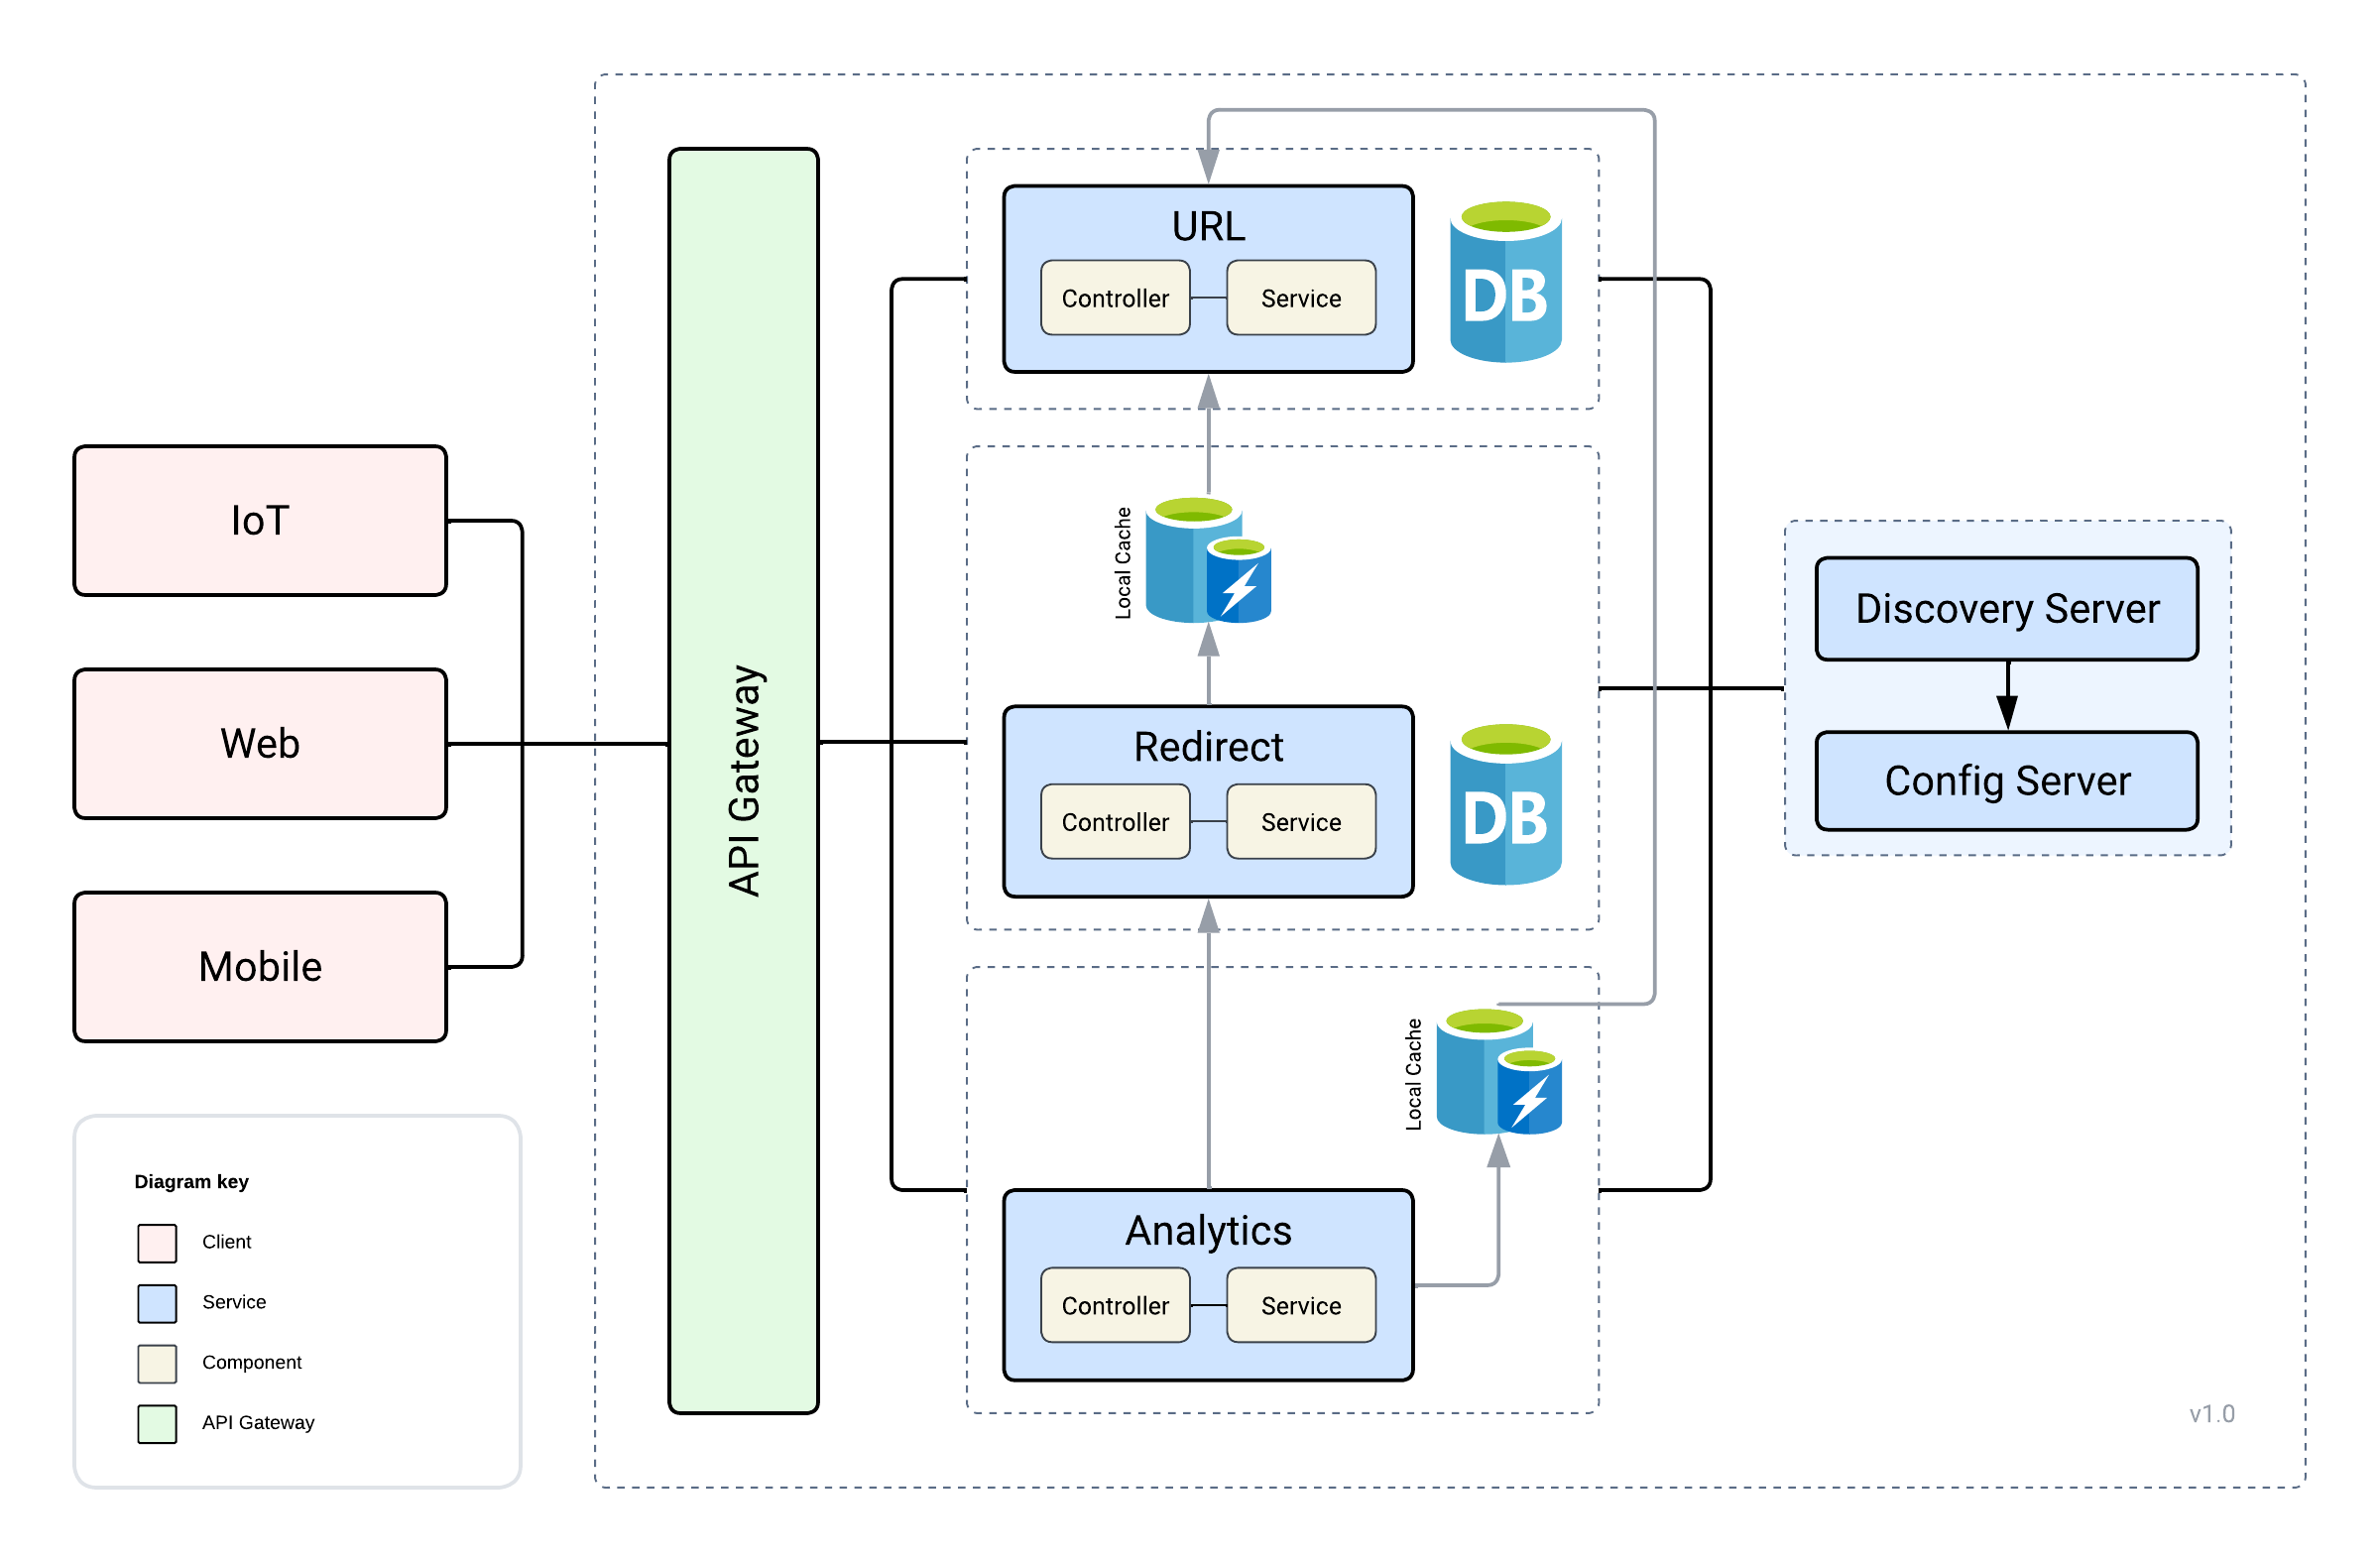 IoT
Web
Mobile
API Gateway
URL
Controller
Service
DB
Local Cache
Redirect
Controller
Service
DB
Local Cache
Analytics
Controller
Service
Discovery Server
Config Server
Diagram key
Client
Service
Component
API Gateway
v1.0